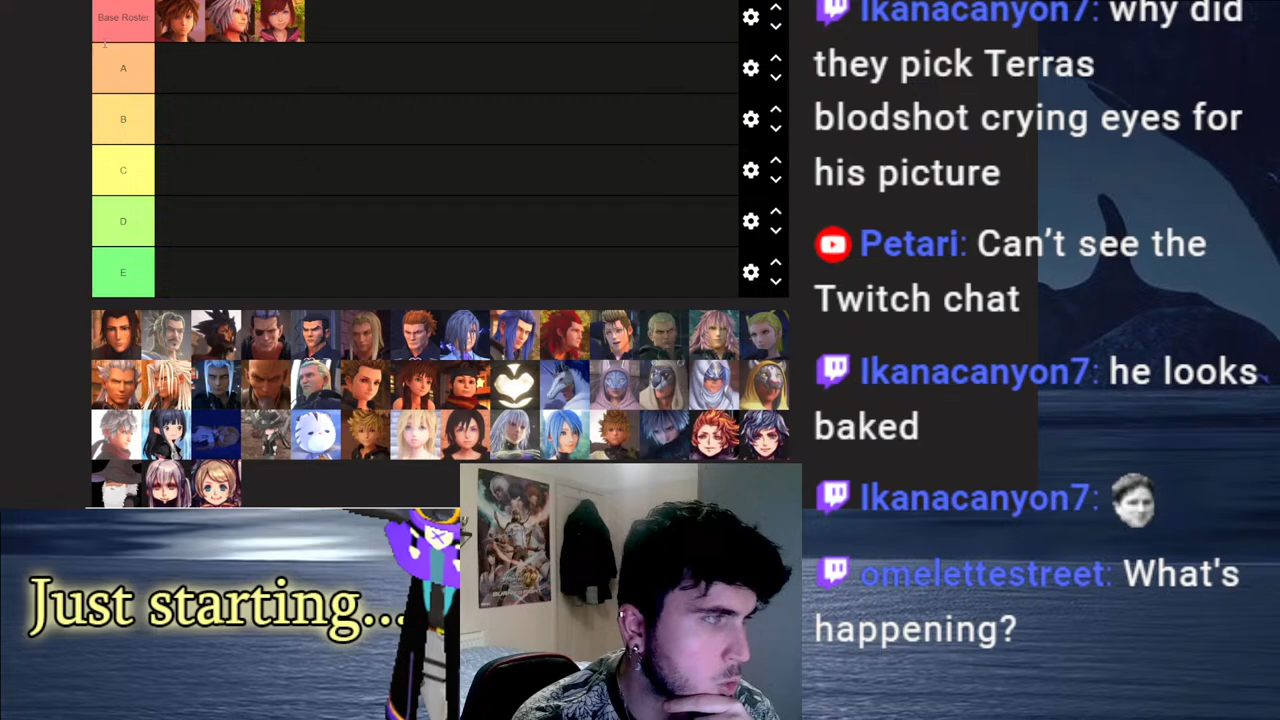 Base Roster
A
B
C
D
E
Ikanacanyon7: why did
they pick Terras
blodshot crying eyes for
his picture
Petari: Can't see the
Twitch chat
Ikanacanyon7: he looks
baked
Ikanacanyon7:
omelettestreet: What's
happening?
Just starting...